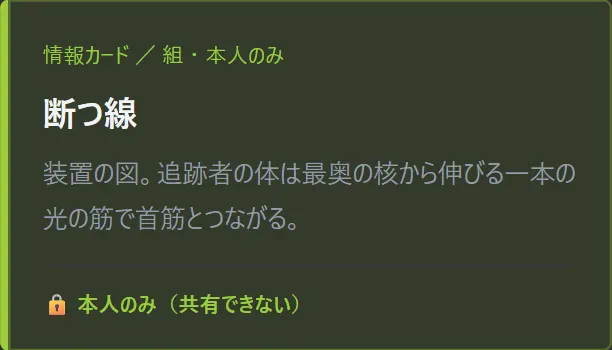 情報カード ／ 組・本人のみ
断つ線
装置の図。追跡者の体は最奥の核から伸びる一本の
光の筋で首筋とつながる。
🔒 本人のみ（共有できない）